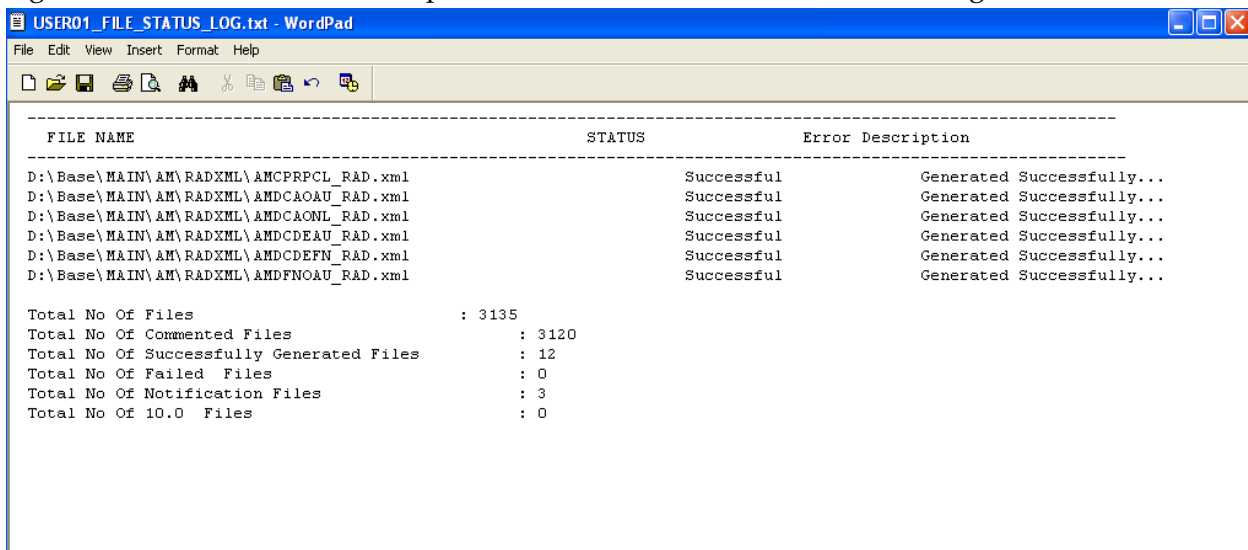 USER01_FILE_STATUS_LOG.txt - WordPad
File Edit View Insert Format Help
FILE NAME STATUS Error Description
D:\Base\MAIN\AM\RADXML\AMCPRPCL_RAD.xml Successful Generated Successfully...
D:\Base\MAIN\AM\RADXML\AMDCAOAU_RAD.xml Successful Generated Successfully...
D:\Base\MAIN\AM\RADXML\AMDCAONL_RAD.xml Successful Generated Successfully...
D:\Base\MAIN\AM\RADXML\AMDCDEAU_RAD.xml Successful Generated Successfully...
D:\Base\MAIN\AM\RADXML\AMDCDEFN_RAD.xml Successful Generated Successfully...
D:\Base\MAIN\AM\RADXML\AMDFNOAU_RAD.xml Successful Generated Successfully...
Total No Of Files : 3135
Total No Of Commented Files : 3120
Total No Of Successfully Generated Files : 12
Total No Of Failed Files : 0
Total No Of Notification Files : 3
Total No Of 10.0 Files : 0